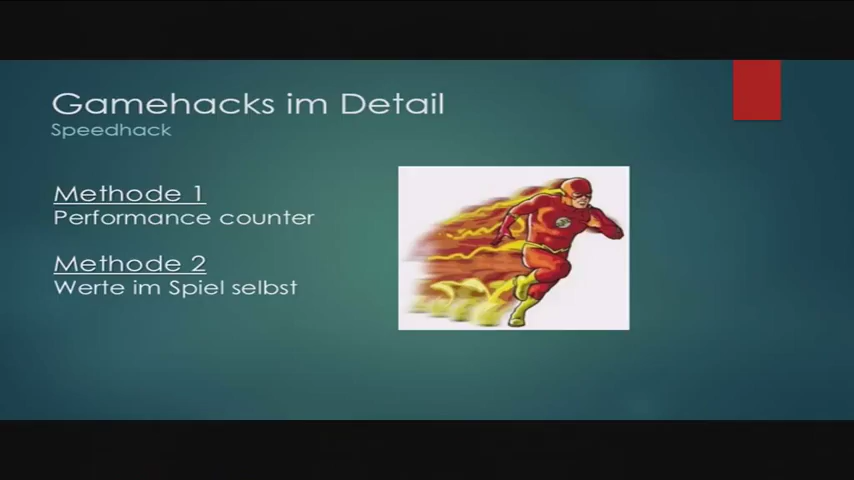 Gamehacks im Detail
Speedhack
Methode 1
Performance counter
Methode 2
Werte im Spiel selbst